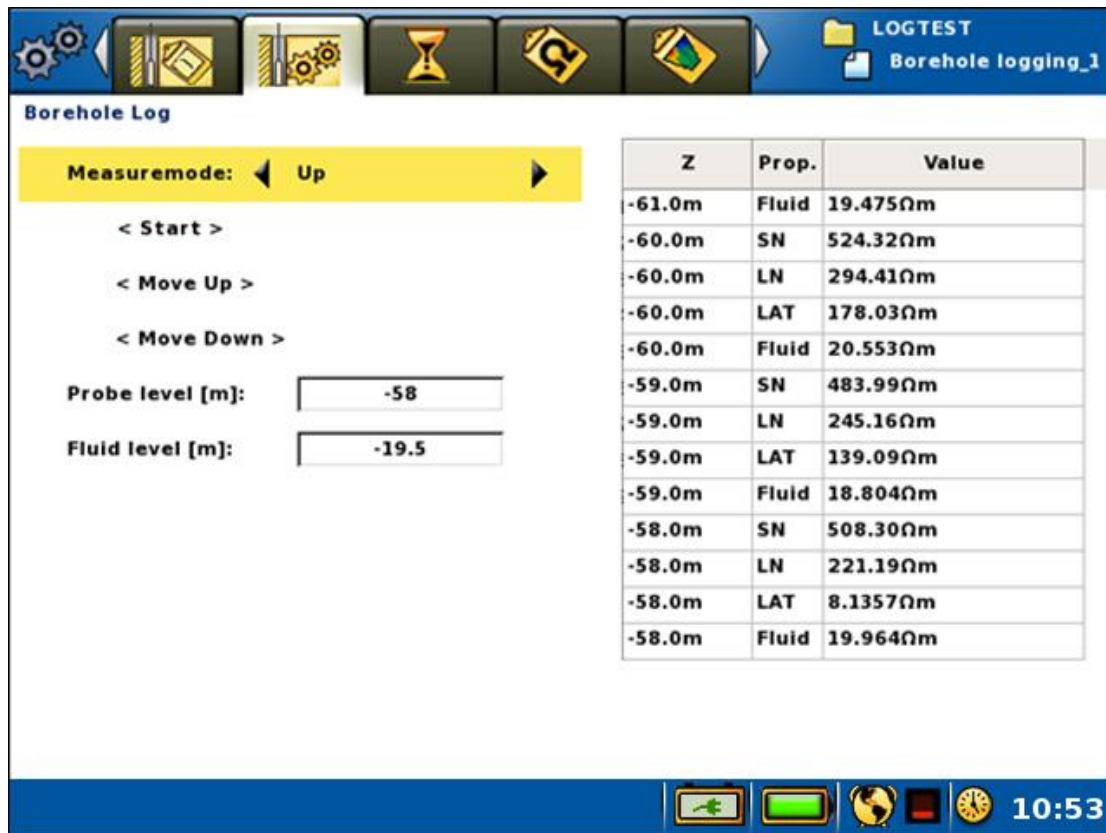 LOGTEST
Borehole logging_1
Borehole Log
Measuremode: Up
< Start >
< Move Up >
< Move Down >
Probe level [m]: -58
Fluid level [m]: -19.5
Z Prop. Value
-61.0m Fluid 19.475Ωm
-60.0m SN 524.32Ωm
-60.0m LN 294.41Ωm
-60.0m LAT 178.03Ωm
-60.0m Fluid 20.553Ωm
-59.0m SN 483.99Ωm
-59.0m LN 245.16Ωm
-59.0m LAT 139.09Ωm
-59.0m Fluid 18.804Ωm
-58.0m SN 508.30Ωm
-58.0m LN 221.19Ωm
-58.0m LAT 8.1357Ωm
-58.0m Fluid 19.964Ωm
10:53